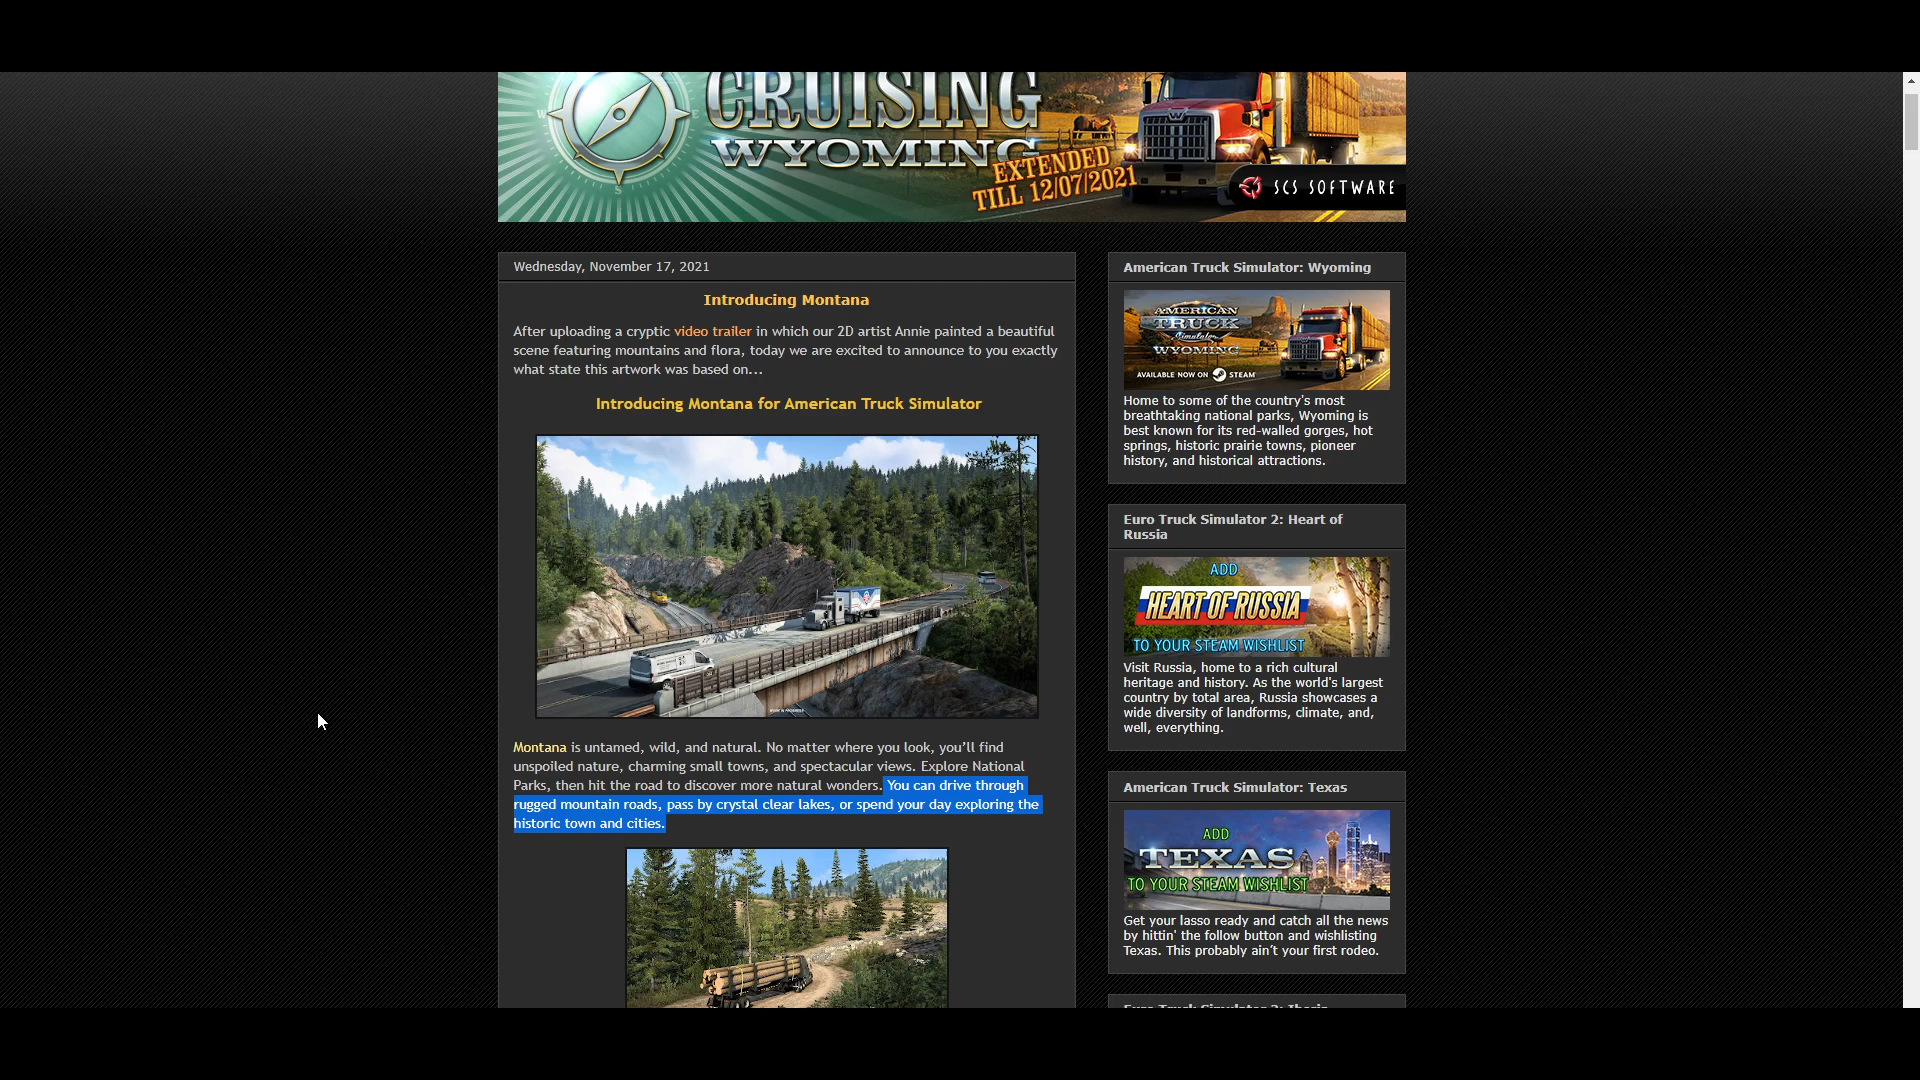 CRUISING
WYOMING
EXTENDED
TILL 12/07/2021
SCS SOFTWARE
W
E
S
Wednesday, November 17, 2021
Introducing Montana
After uploading a cryptic video trailer in which our 2D artist Annie painted a beautiful
scene featuring mountains and flora, today we are excited to announce to you exactly
what state this artwork was based on...
Introducing Montana for American Truck Simulator
WORK IN PROGRESS
Montana is untamed, wild, and natural. No matter where you look, you’ll find
unspoiled nature, charming small towns, and spectacular views. Explore National
Parks, then hit the road to discover more natural wonders. You can drive through
rugged mountain roads, pass by crystal clear lakes, or spend your day exploring the
historic town and cities.
American Truck Simulator: Wyoming
AMERICAN
TRUCK
Simulator
WYOMING
AVAILABLE NOW ON STEAM
Home to some of the country's most
breathtaking national parks, Wyoming is
best known for its red-walled gorges, hot
springs, historic prairie towns, pioneer
history, and historical attractions.
Euro Truck Simulator 2: Heart of
Russia
ADD
HEART OF RUSSIA
TO YOUR STEAM WISHLIST
Visit Russia, home to a rich cultural
heritage and history. As the world's largest
country by total area, Russia showcases a
wide diversity of landforms, climate, and,
well, everything.
American Truck Simulator: Texas
ADD
TEXAS
TO YOUR STEAM WISHLIST
Get your lasso ready and catch all the news
by hittin' the follow button and wishlisting
Texas. This probably ain’t your first rodeo.
Euro Truck Simulator 2: Iberia